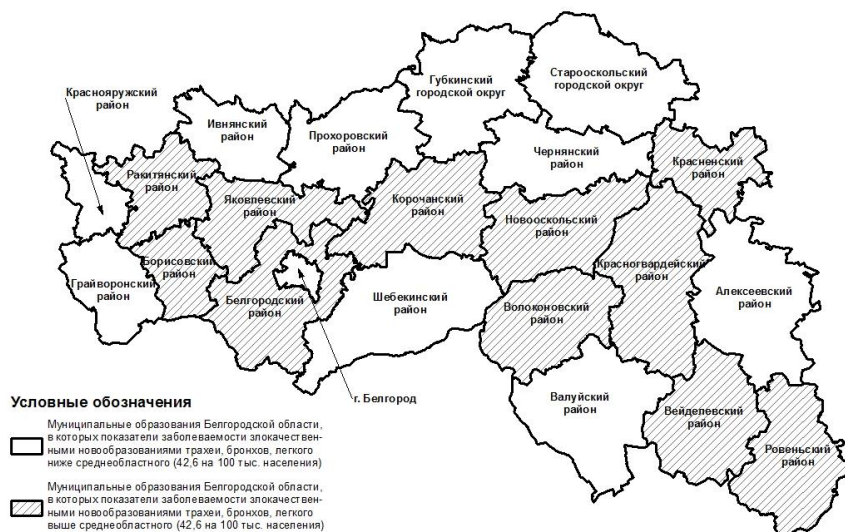 Губкинский
городской округ
Старооскольский
городской округ
Краснояружский
район
Ивнянский
район
Прохоровский
район
Чернянский
район
Красненский
район
Ракитянский
район
Яковлевский
район
Корочанский
район
Новооскольский
район
Красногвардейский
район
Алексеевский
район
Грайворонский
район
Борисовский
район
Белгородский
район
Шебекинский
район
Волоконовский
район
г. Белгород
Валуйский
район
Вейделевский
район
Ровеньский
район
Условные обозначения
Муниципальные образования Белгородской области,
в которых показатели заболеваемости злокачествен-
ными новообразованиями трахеи, бронхов, легкого
ниже среднеобластного (42,6 на 100 тыс. населения)
Муниципальные образования Белгородской области,
в которых показатели заболеваемости злокачествен-
ными новообразованиями трахеи, бронхов, легкого
выше среднеобластного (42,6 на 100 тыс. населения)